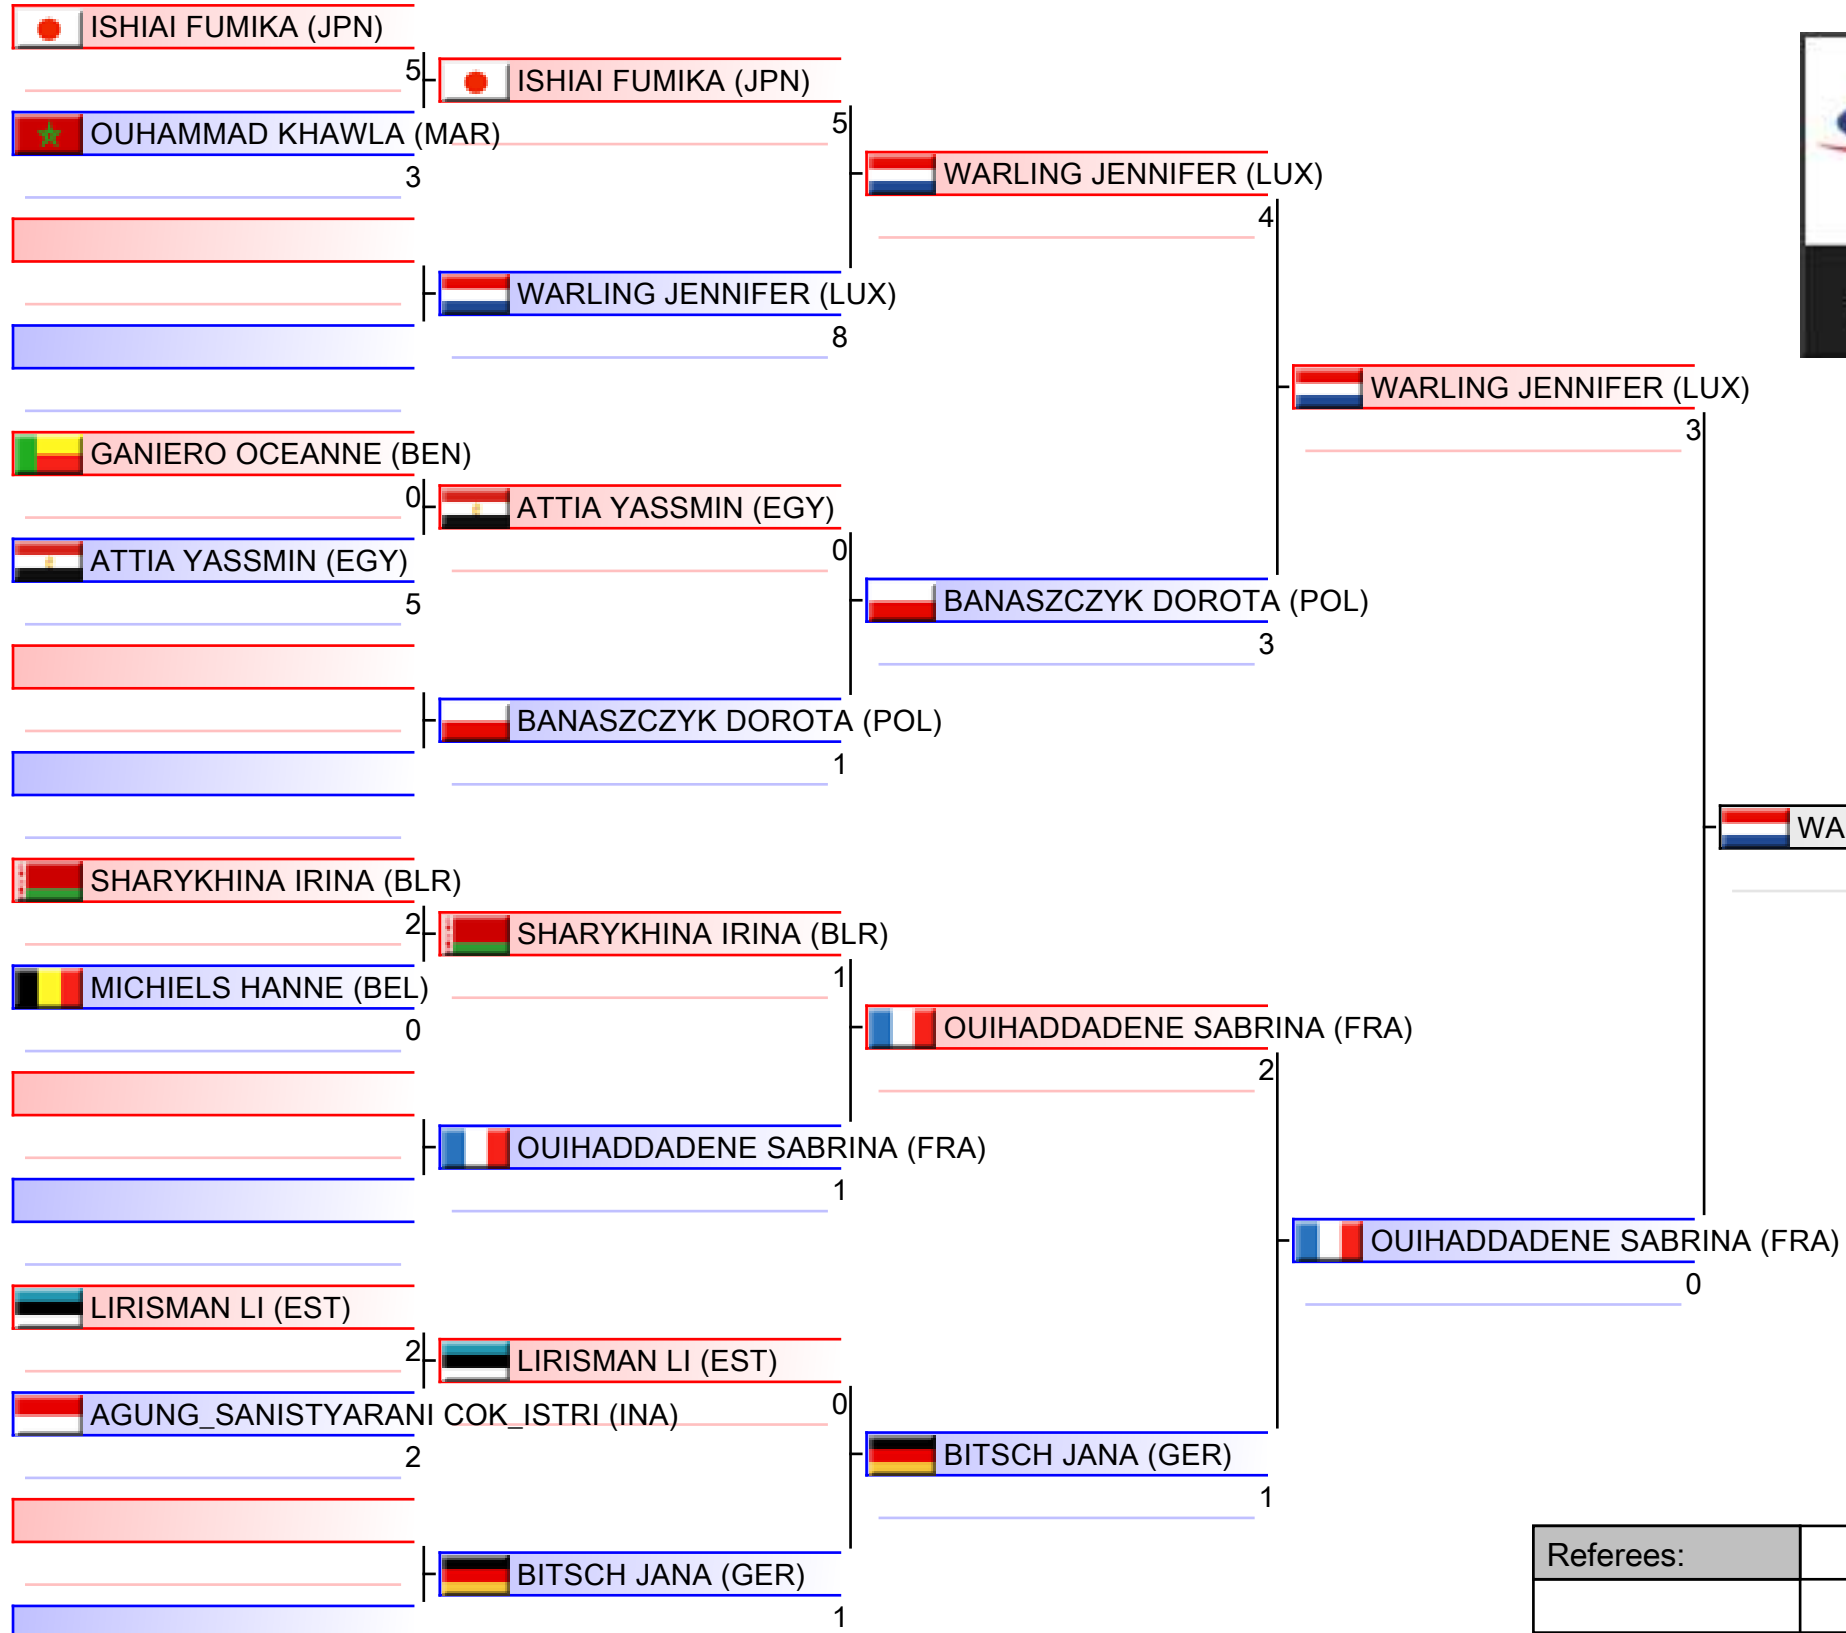 ISHIAI FUMIKA (JPN)
5
OUHAMMAD KHAWLA (MAR)
3
GANIERO OCEANNE (BEN)
0
ATTIA YASSMIN (EGY)
5
SHARYKHINA IRINA (BLR)
2
MICHIELS HANNE (BEL)
0
LIRISMAN LI (EST)
2
AGUNG_SANISTYARANI COK_ISTRI (INA)
2
ISHIAI FUMIKA (JPN)
5
WARLING JENNIFER (LUX)
8
ATTIA YASSMIN (EGY)
0
BANASZCZYK DOROTA (POL)
1
SHARYKHINA IRINA (BLR)
1
OUIHADDADENE SABRINA (FRA)
1
LIRISMAN LI (EST)
0
BITSCH JANA (GER)
1
WARLING JENNIFER (LUX)
4
BANASZCZYK DOROTA (POL)
3
OUIHADDADENE SABRINA (FRA)
2
BITSCH JANA (GER)
1
WARLING JENNIFER (LUX)
3
OUIHADDADENE SABRINA (FRA)
0
WA
Referees: